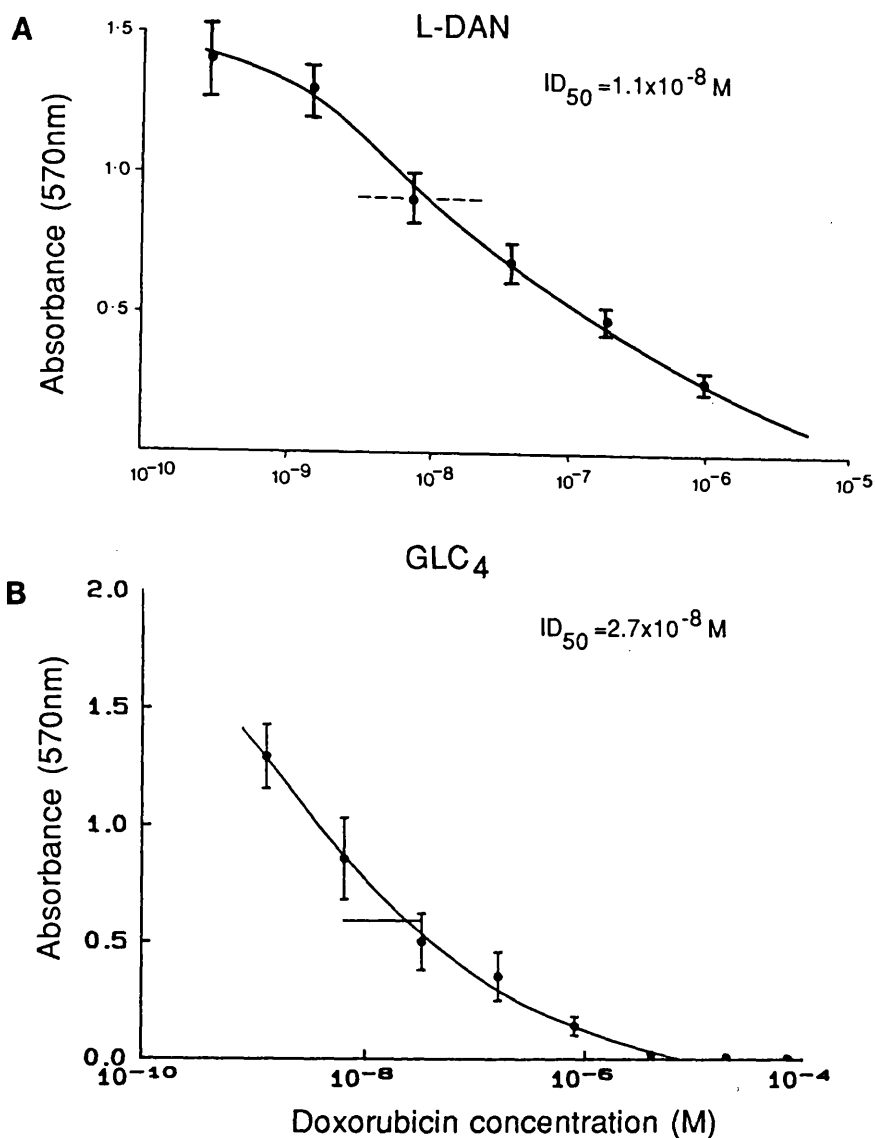 A
L-DAN
ID50 =1.1x10-8 M
Absorbance (570nm)
1·5
1·0
0·5
10-10
10-9
10-8
10-7
10-6
10-5
B
GLC4
ID50 =2.7x10-8 M
Absorbance (570nm)
2.0
1.5
1.0
0.5
0.0
10-10
10-8
10-6
10-4
Doxorubicin concentration (M)